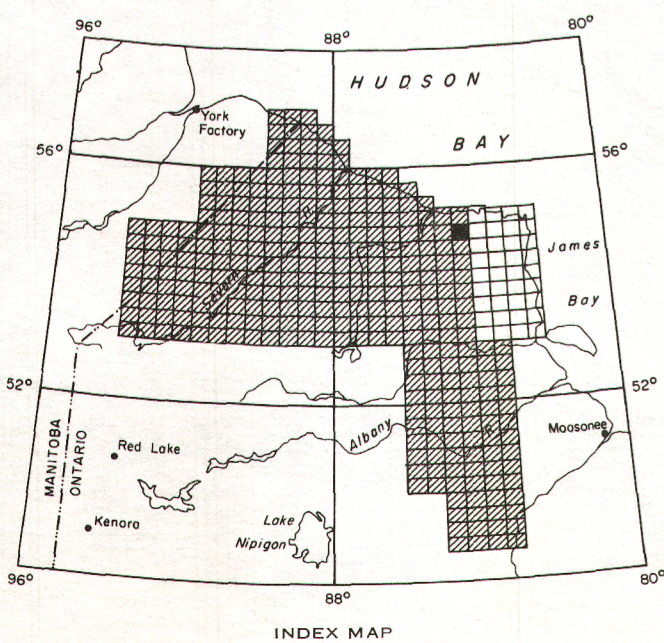 96°
88°
80°
HUDSON
York
Factory
BAY
56°
56°
James
Severn
R.
Bay
52°
52°
Albany
R.
Moosonee
Red Lake
MANITOBA
ONTARIO
Kenora
Lake
Nipigon
96°
88°
80°
INDEX MAP